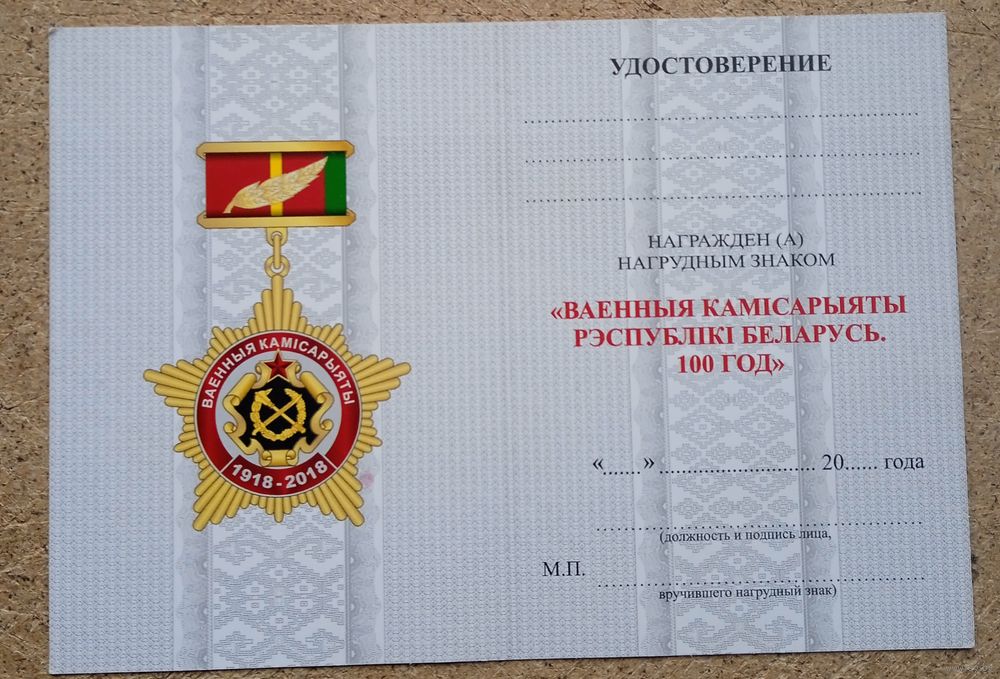 ВАЕННЫЯ КАМІСАРЫЯТЫ
1918 - 2018
УДОСТОВЕРЕНИЕ
НАГРАЖДЕН (А)
НАГРУДНЫМ ЗНАКОМ
«ВАЕННЫЯ КАМІСАРЫЯТЫ
РЭСПУБЛІКІ БЕЛАРУСЬ.
100 ГОД»
«......» ........................... 20...... года
(должность и подпись лица,
М.П.
вручившего нагрудный знак)